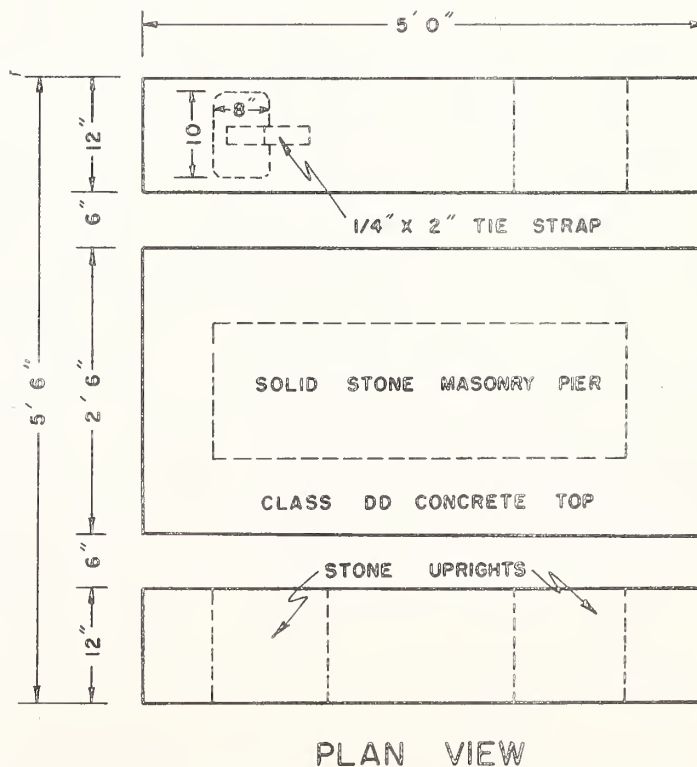 5' 0"
12"
10
8"
6"
1/4" X 2" TIE STRAP
5' 6"
2' 6"
SOLID STONE MASONRY PIER
CLASS DD CONCRETE TOP
6"
STONE UPRIGHTS
12"
PLAN VIEW